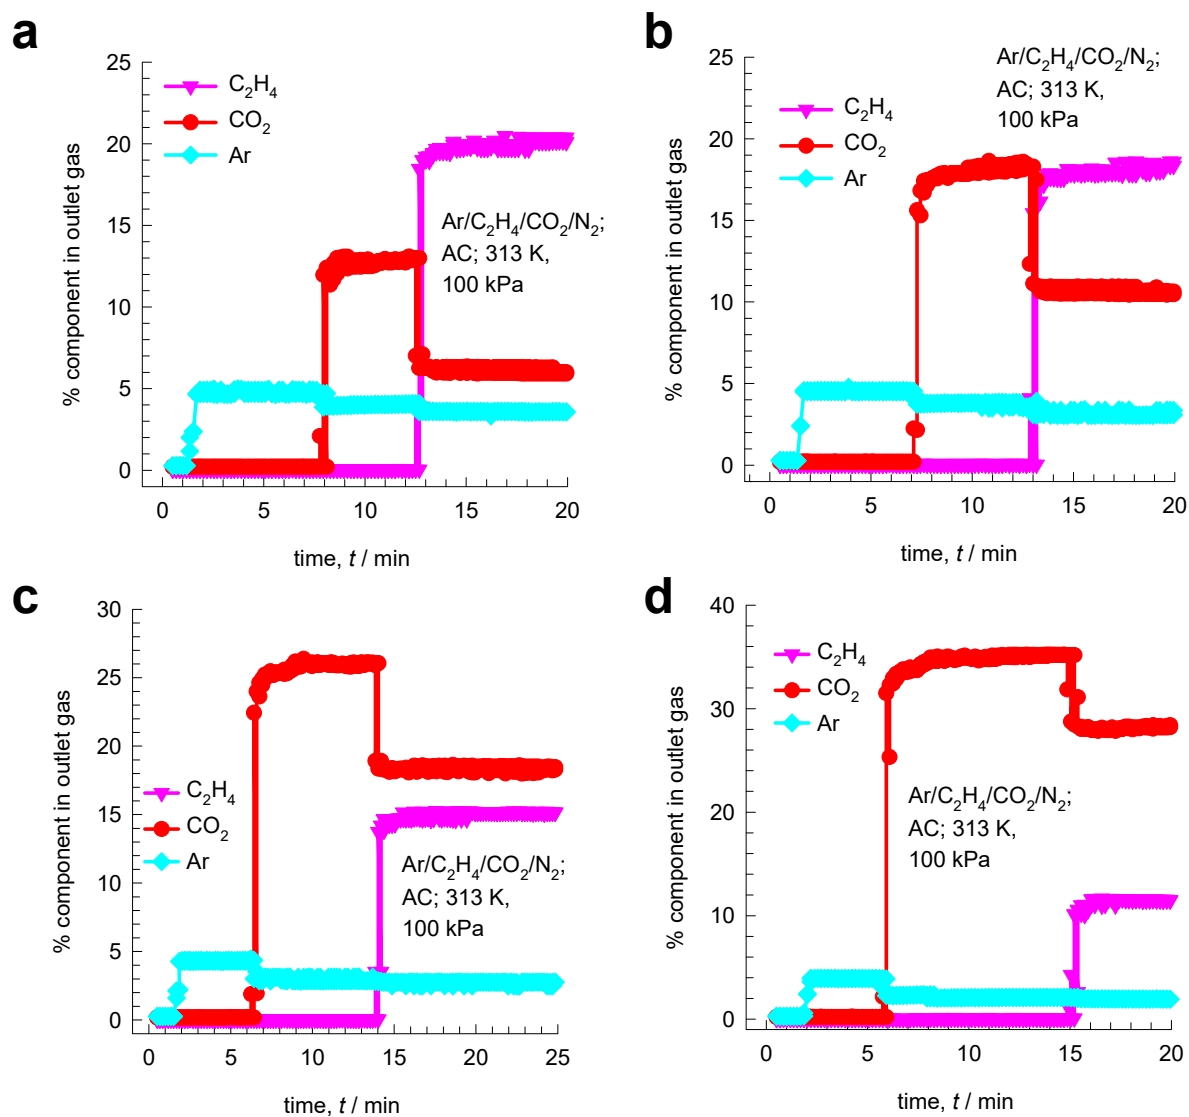 a
25
20
15
10
5
0
% component in outlet gas
C₂H₄
CO₂
Ar
Ar/C₂H₄/CO₂/N₂;
AC; 313 K,
100 kPa
0 5 10 15 20
time, t / min
b
25
20
15
10
5
0
% component in outlet gas
C₂H₄
CO₂
Ar
Ar/C₂H₄/CO₂/N₂;
AC; 313 K,
100 kPa
0 5 10 15 20
time, t / min
c
30
25
20
15
10
5
0
% component in outlet gas
C₂H₄
CO₂
Ar
Ar/C₂H₄/CO₂/N₂;
AC; 313 K,
100 kPa
0 5 10 15 20 25
time, t / min
d
40
30
20
10
0
% component in outlet gas
C₂H₄
CO₂
Ar
Ar/C₂H₄/CO₂/N₂;
AC; 313 K,
100 kPa
0 5 10 15 20
time, t / min